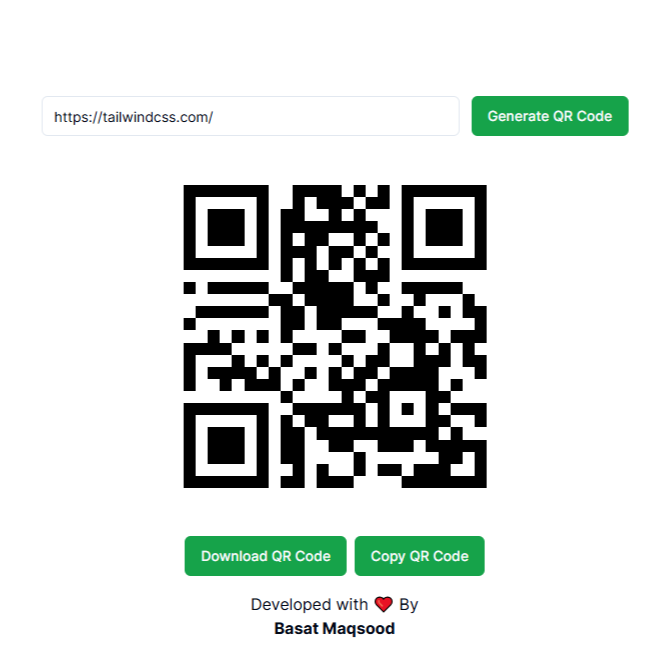 https://tailwindcss.com/
Generate QR Code
Download QR Code
Copy QR Code
Developed with ❤️ By
Basat Maqsood